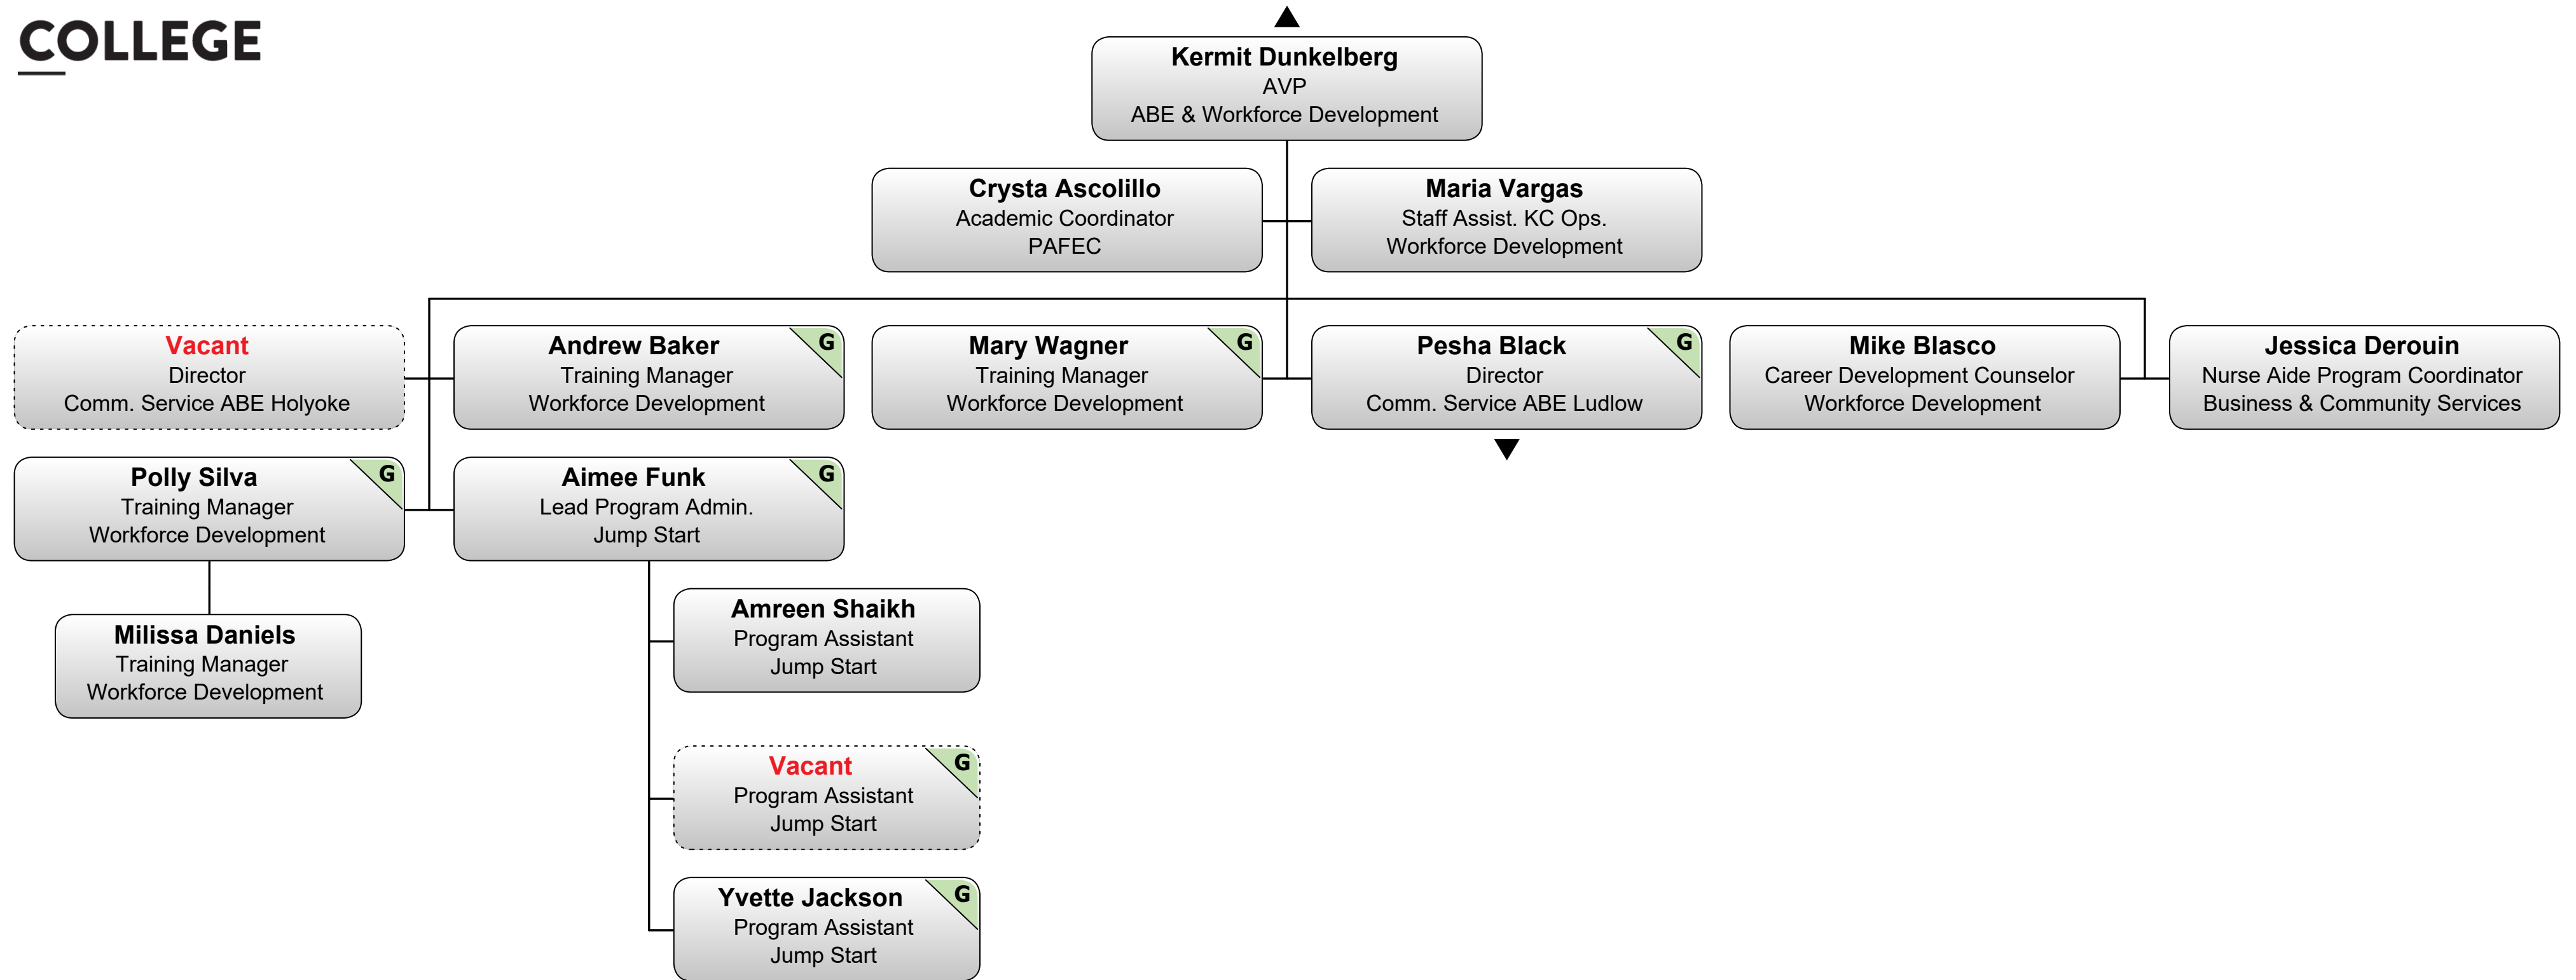 COLLEGE
Kermit Dunkelberg
AVP
ABE & Workforce Development
Crysta Ascolillo
Academic Coordinator
PAFEC
Maria Vargas
Staff Assist. KC Ops.
Workforce Development
Vacant
Director
Comm. Service ABE Holyoke
Andrew Baker
Training Manager
Workforce Development
G
Mary Wagner
Training Manager
Workforce Development
G
Pesha Black
Director
Comm. Service ABE Ludlow
G
Mike Blasco
Career Development Counselor
Workforce Development
Jessica Derouin
Nurse Aide Program Coordinator
Business & Community Services
Polly Silva
Training Manager
Workforce Development
G
Aimee Funk
Lead Program Admin.
Jump Start
G
Milissa Daniels
Training Manager
Workforce Development
Amreen Shaikh
Program Assistant
Jump Start
Vacant
Program Assistant
Jump Start
G
Yvette Jackson
Program Assistant
Jump Start
G